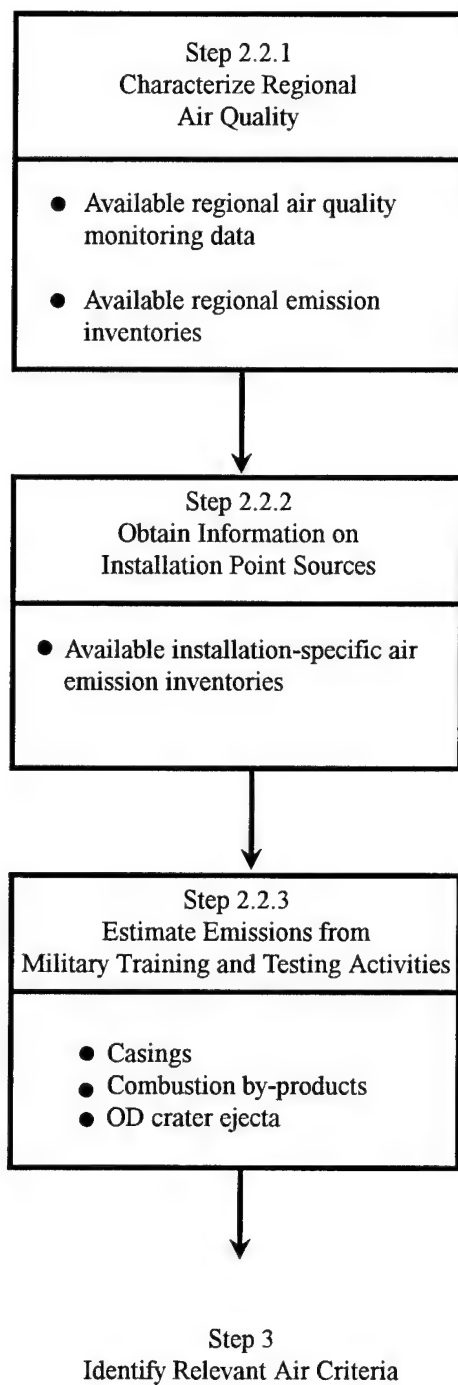 Step 2.2.1
Characterize Regional
Air Quality
● Available regional air quality
monitoring data
● Available regional emission
inventories
Step 2.2.2
Obtain Information on
Installation Point Sources
● Available installation-specific air
emission inventories
Step 2.2.3
Estimate Emissions from
Military Training and Testing Activities
● Casings
● Combustion by-products
● OD crater ejecta
Step 3
Identify Relevant Air Criteria